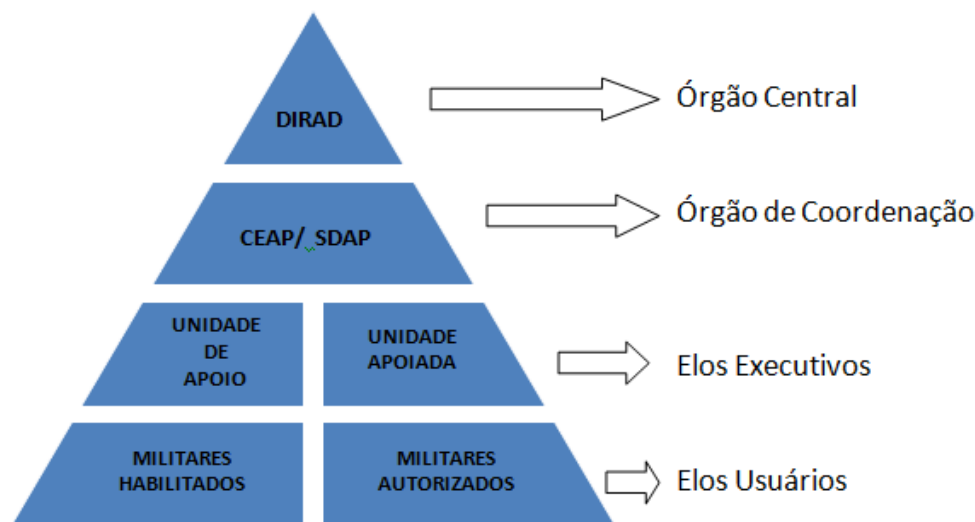 DIRAD
Órgão Central
CEAP/ SDAP
Órgão de Coordenação
UNIDADE
DE
APOIO
UNIDADE
APOIADA
Elos Executivos
MILITARES
HABILITADOS
MILITARES
AUTORIZADOS
Elos Usuários